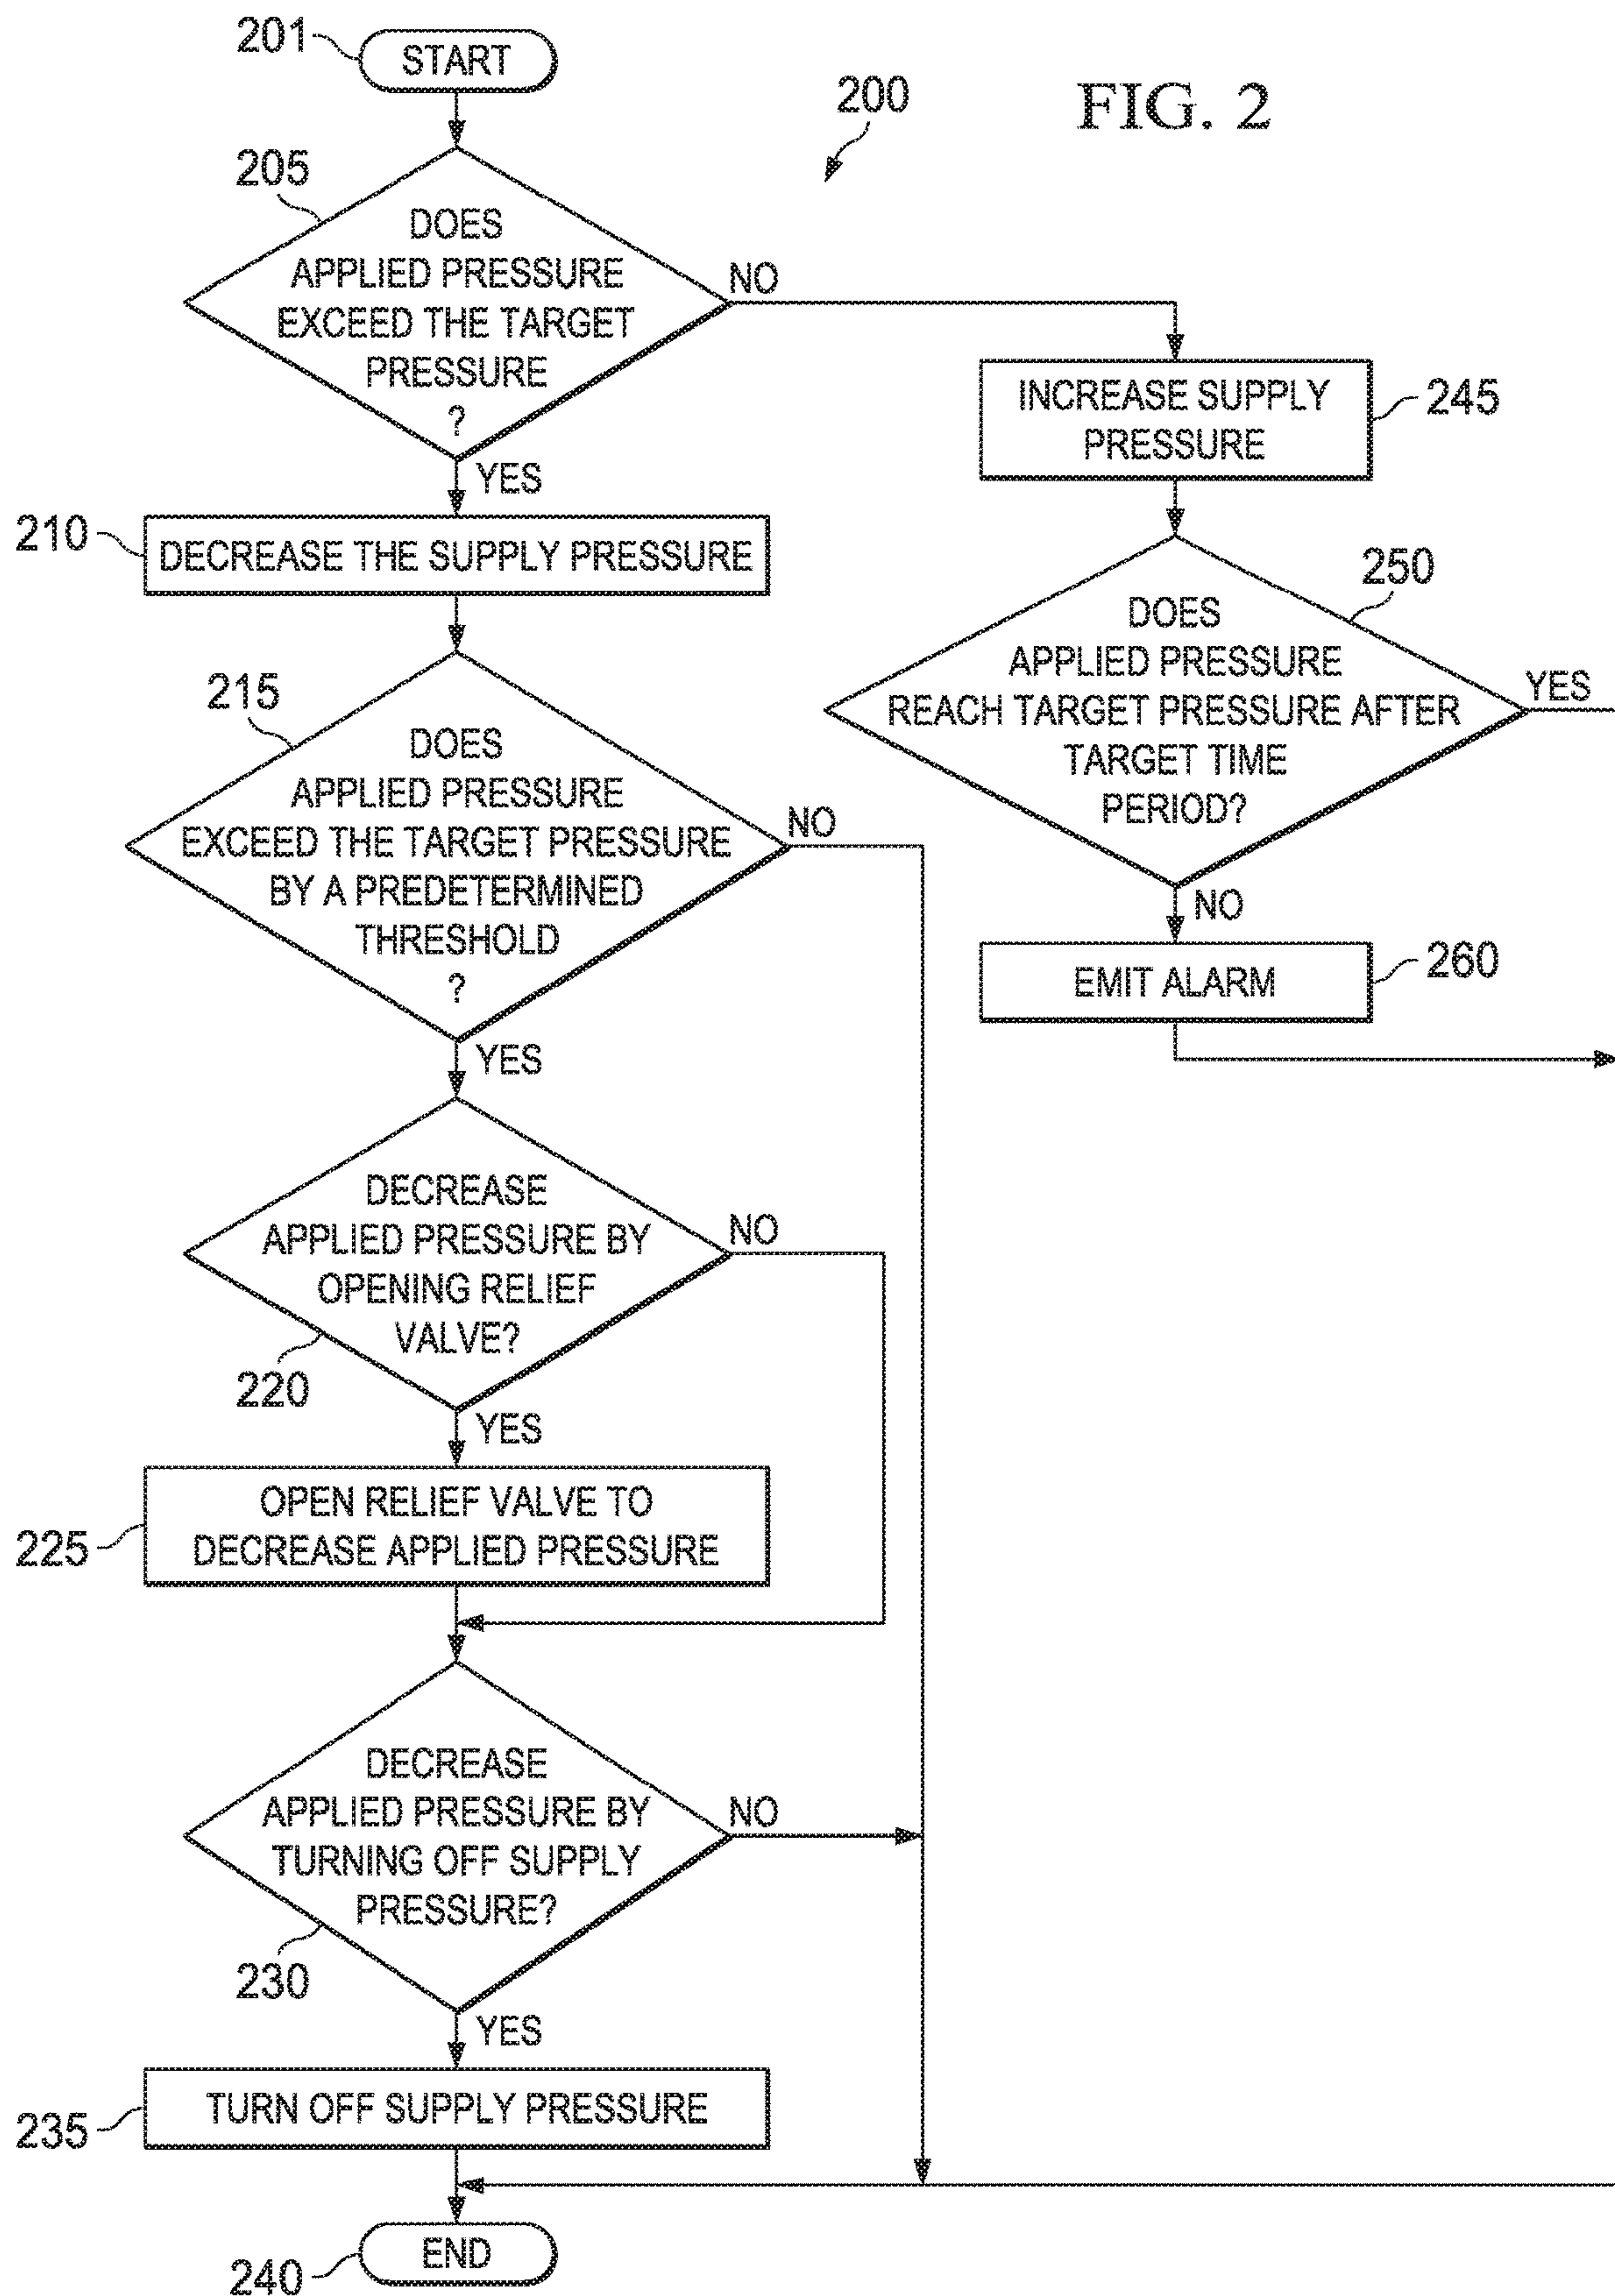 FIG. 2
200
201
START
205
DOES
APPLIED PRESSURE
EXCEED THE TARGET
PRESSURE
?
NO
YES
210
DECREASE THE SUPPLY PRESSURE
215
DOES
APPLIED PRESSURE
EXCEED THE TARGET PRESSURE
BY A PREDETERMINED
THRESHOLD
?
NO
YES
DECREASE
APPLIED PRESSURE BY
OPENING RELIEF
VALVE?
220
NO
YES
OPEN RELIEF VALVE TO
DECREASE APPLIED PRESSURE
225
DECREASE
APPLIED PRESSURE BY
TURNING OFF SUPPLY
PRESSURE?
230
NO
YES
TURN OFF SUPPLY PRESSURE
235
END
240
INCREASE SUPPLY
PRESSURE
245
250
DOES
APPLIED PRESSURE
REACH TARGET PRESSURE AFTER
TARGET TIME
PERIOD?
YES
NO
EMIT ALARM
260